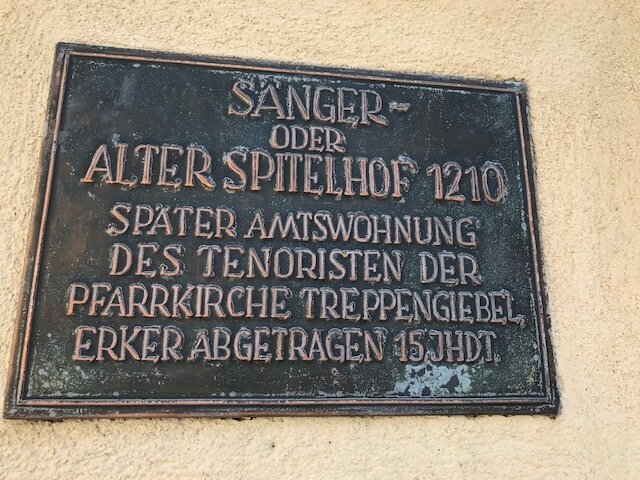 SÄNGER-
ODER
ALTER SPITELHOF 1210
SPÄTER AMTSWOHNUNG
DES TENORISTEN DER
PFARRKIRCHE TREPPENGIEBEL,
ERKER ABGETRAGEN 15.JHDT.